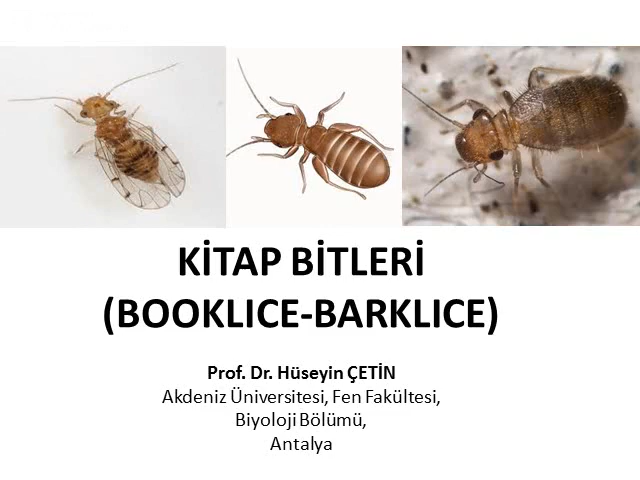 KİTAP BİTLERİ
(BOOKLICE-BARKLICE)
Prof. Dr. Hüseyin ÇETİN
Akdeniz Üniversitesi, Fen Fakültesi,
Biyoloji Bölümü,
Antalya